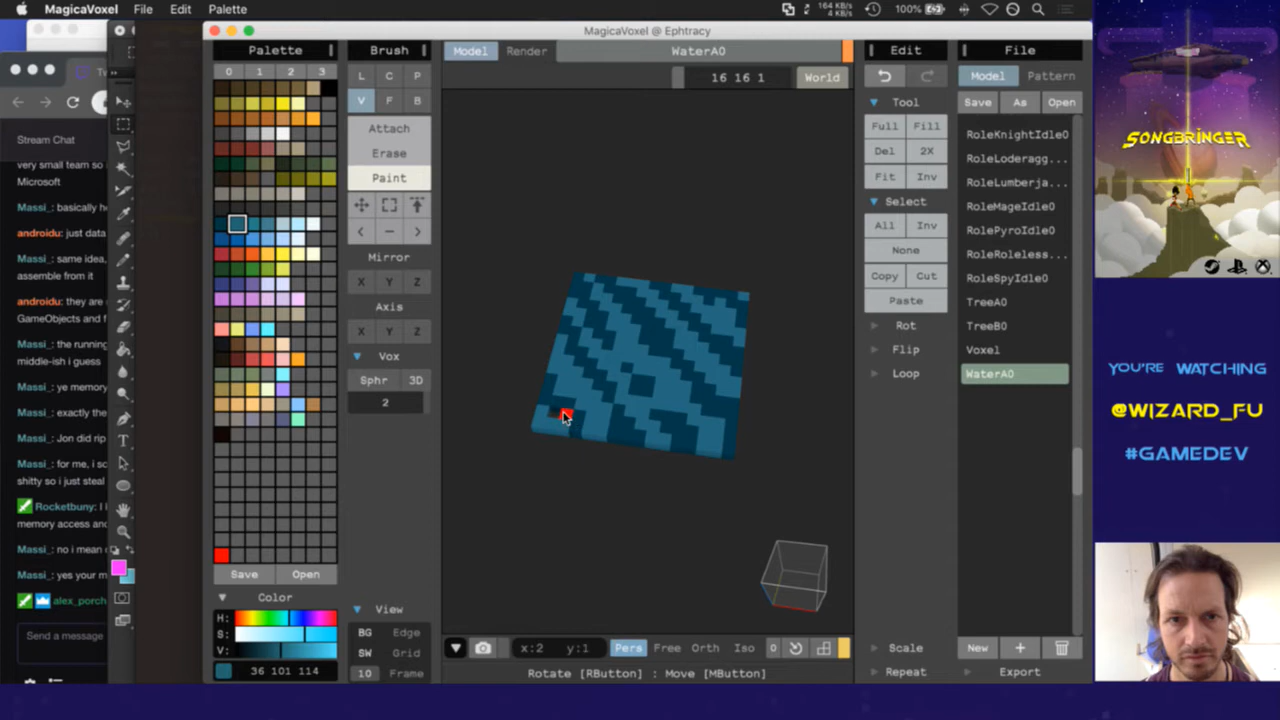 MagicaVoxel File Edit Palette
164 KB/s
4 KB/s
100%
MagicaVoxel @ Ephtracy
Stream Chat
very small team so
Microsoft
Massi_: basically
androidu: just data
Massi_: same idea,
assemble from it
androidu: they are
GameObjects and
Massi_: the running
middle-ish i guess
Massi_: ye memory
Massi_: exactly the
Massi_: Jon did rip
Massi_: for me, i
shitty so i just steal
Rocketbuny: I
memory access and
Massi_: no i mean
Massi_: yes your
alex_porch
Send a message
Palette
0 1 2 3
Save Open
Color
H:
S:
V:
36 101 114
Brush
L C P
V F B
Attach
Erase
Paint
Mirror
X Y Z
Axis
X Y Z
Vox
Sphr 3D
2
View
BG Edge
SW Grid
10 Frame
Model Render WaterA0
16 16 1 World
x:2 y:1 Pers Free Orth Iso 0
Rotate [RButton] : Move [MButton]
Edit
Tool
Full Fill
Del 2X
Fit Inv
Select
All Inv
None
Copy Cut
Paste
Rot
Flip
Loop
Scale
Repeat
File
Model Pattern
Save As Open
RoleKnightIdle0
RoleLoderagg...
RoleLumberja...
RoleMageIdle0
RolePyroIdle0
RoleRoleless...
RoleSpyIdle0
TreeA0
TreeB0
Voxel
WaterA0
New +
Export
SONGBRINGER
YOU'RE WATCHING
@WIZARD_FU
#GAMEDEV